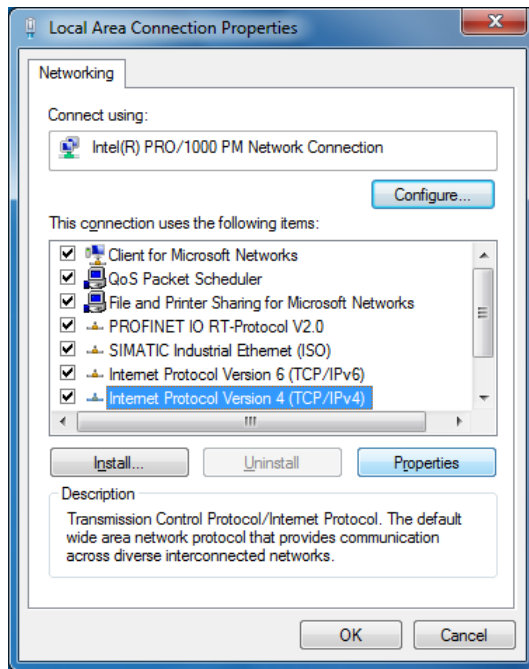 Local Area Connection Properties
Networking
Connect using:
Intel(R) PRO/1000 PM Network Connection
Configure...
This connection uses the following items:
Client for Microsoft Networks
QoS Packet Scheduler
File and Printer Sharing for Microsoft Networks
PROFINET IO RT-Protocol V2.0
SIMATIC Industrial Ethernet (ISO)
Internet Protocol Version 6 (TCP/IPv6)
Internet Protocol Version 4 (TCP/IPv4)
Install... Uninstall Properties
Description
Transmission Control Protocol/Internet Protocol. The default
wide area network protocol that provides communication
across diverse interconnected networks.
OK Cancel